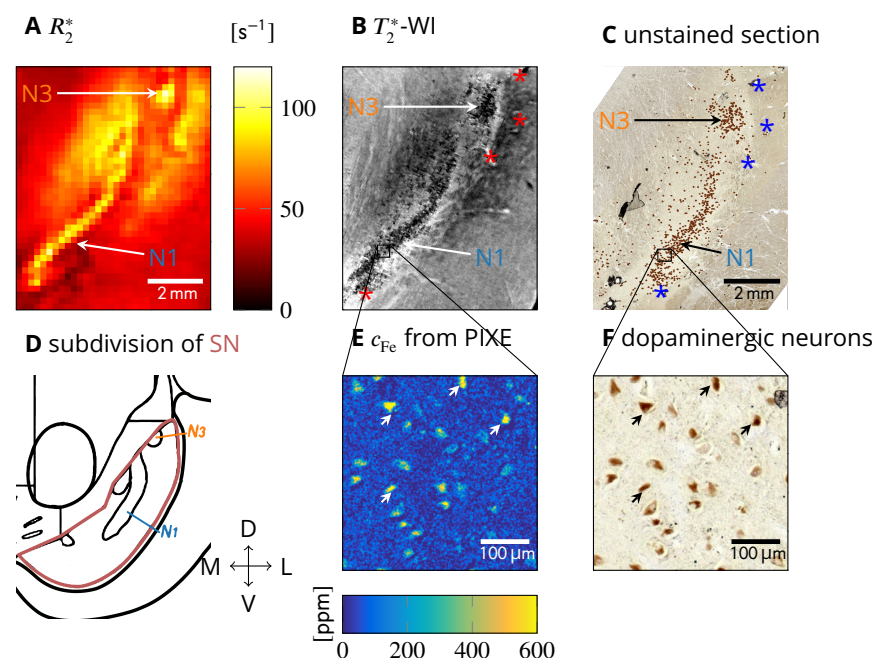 A R₂* [s⁻¹]
N3
N1
2 mm
100
50
0
B T₂*-WI
N3
N1
C unstained section
N3
N1
2 mm
D subdivision of SN
N3
N1
D
M L
V
E cFe from PIXE
100 µm
[ppm]
0 200 400 600
F dopaminergic neurons
100 µm